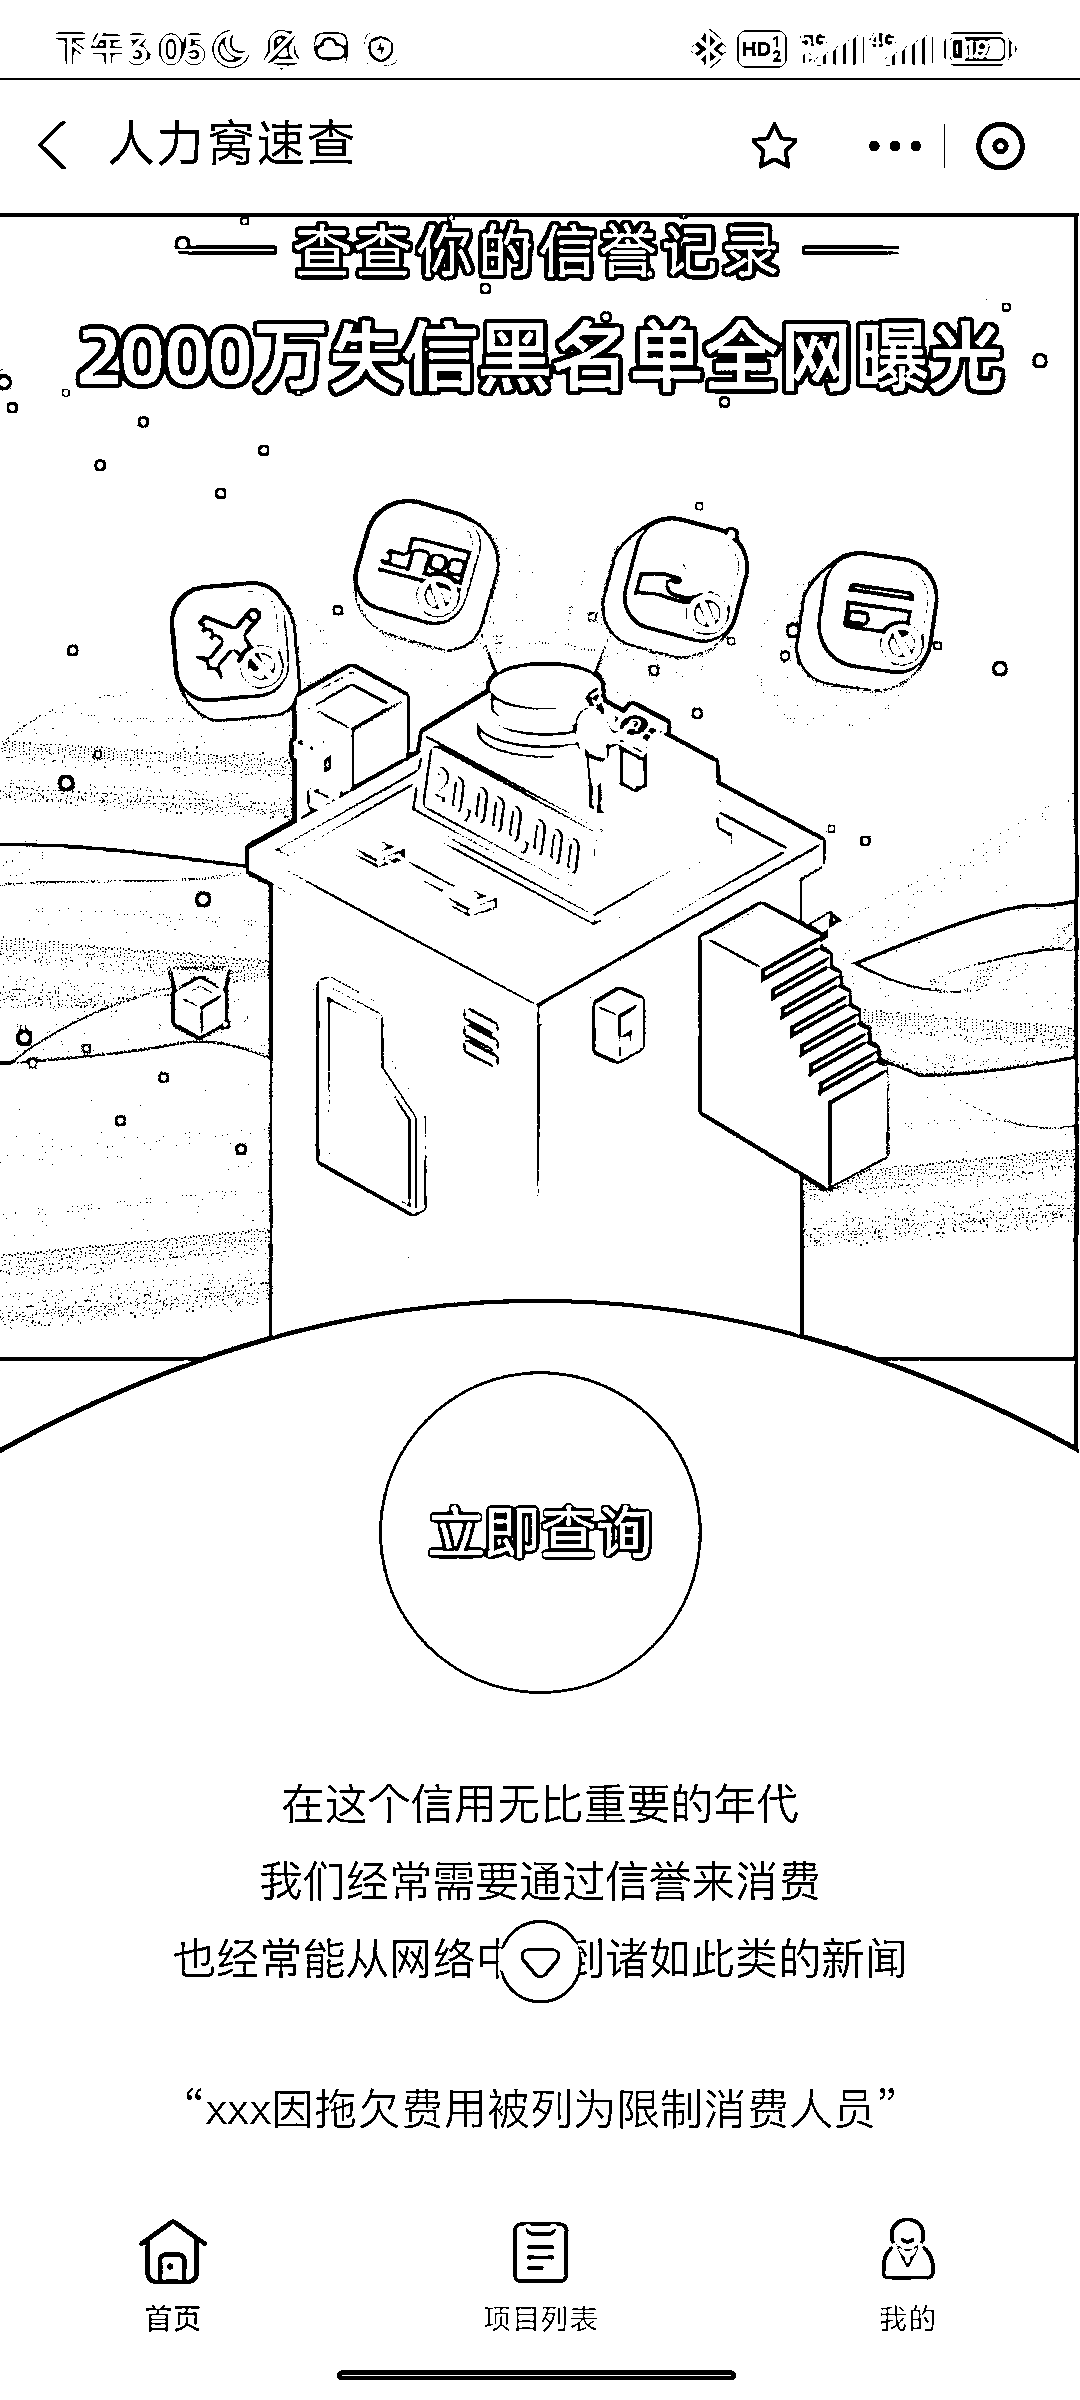 下午3:05
HD 1 2
19
人力窝速查
查查你的信誉记录
2000万失信黑名单全网曝光
20,000,000
立即查询
在这个信用无比重要的年代
我们经常需要通过信誉来消费
也经常能从网络中 到诸如此类的新闻
“xxx因拖欠费用被列为限制消费人员”
首页
项目列表
我的